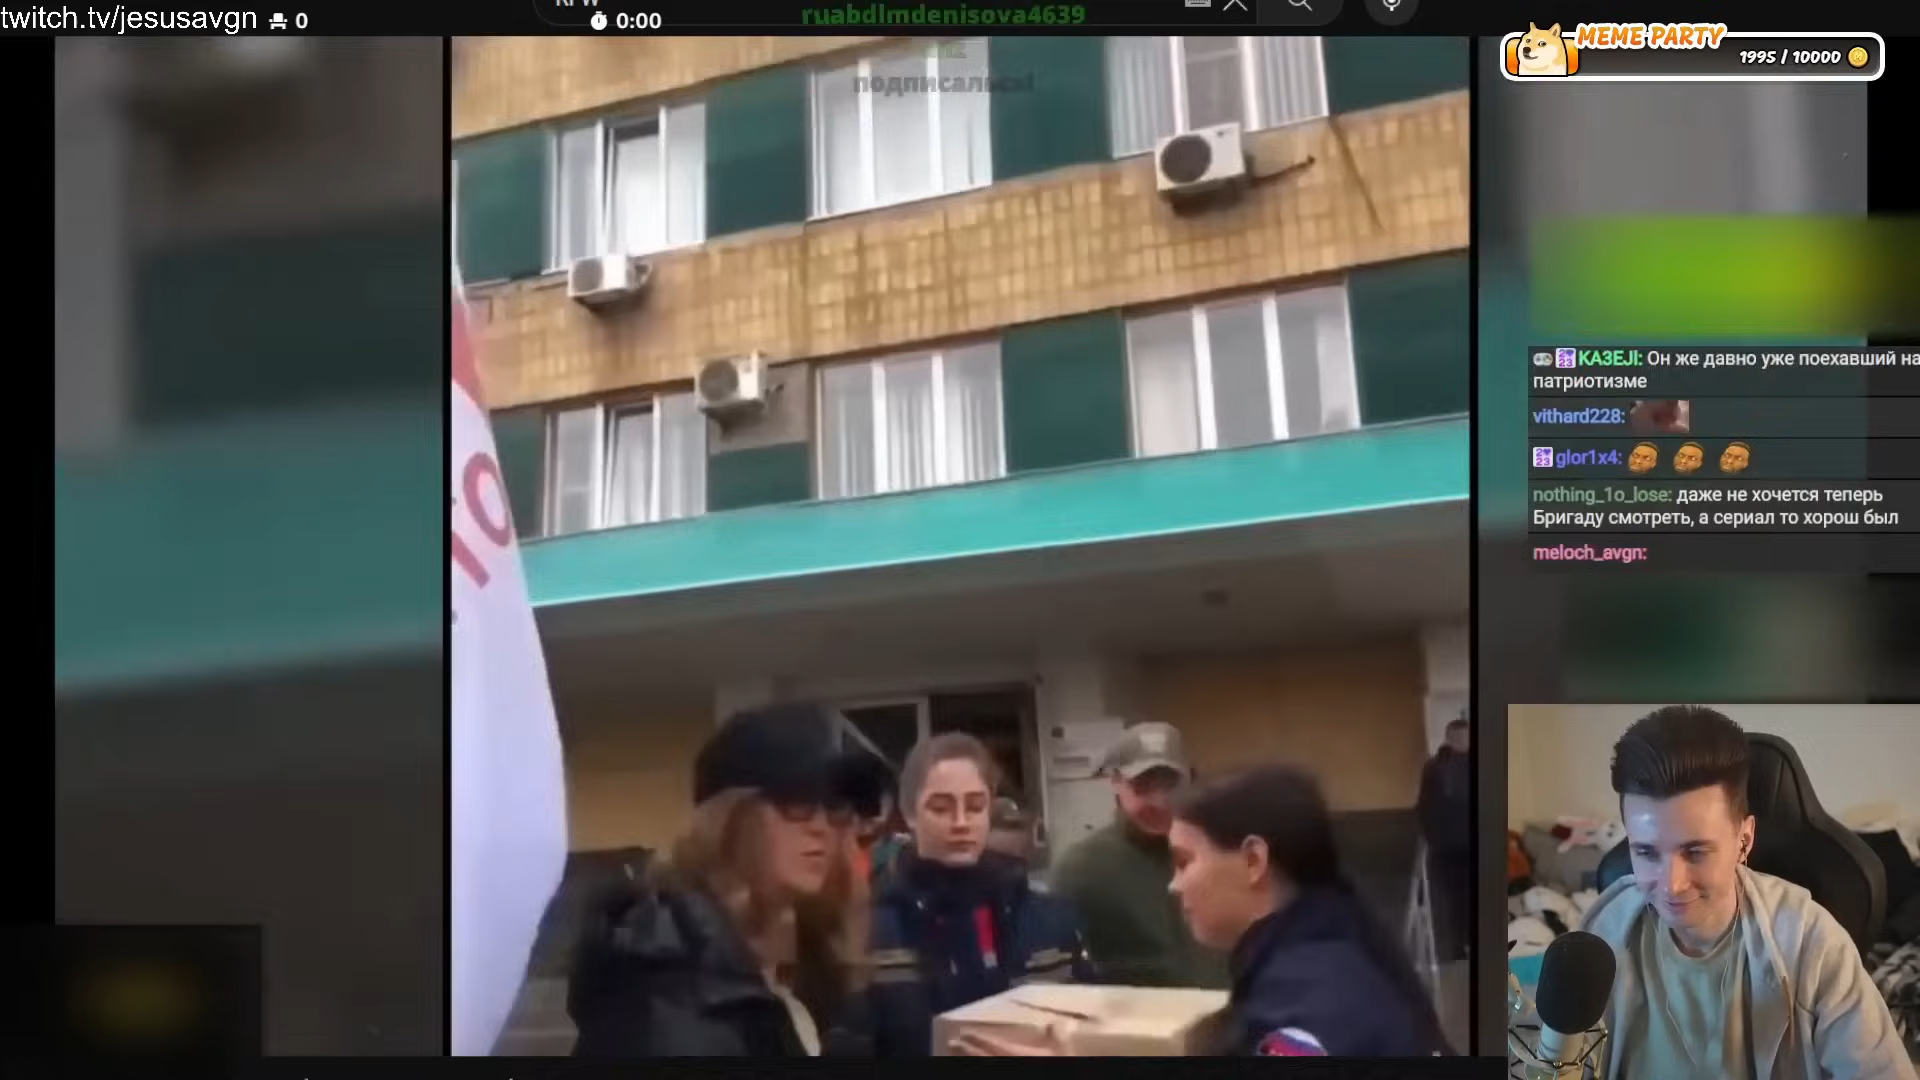 twitch.tv/jesusavgn 0
0:00
ruabdlmdenisova4639
подписались!
MEME PARTY
1995 / 10000
KA3EJI: Он же давно уже поехавший на
патриотизме
vithard228:
glor1x4:
nothing_1o_lose: даже не хочется теперь
Бригаду смотреть, а сериал то хорош был
meloch_avgn: